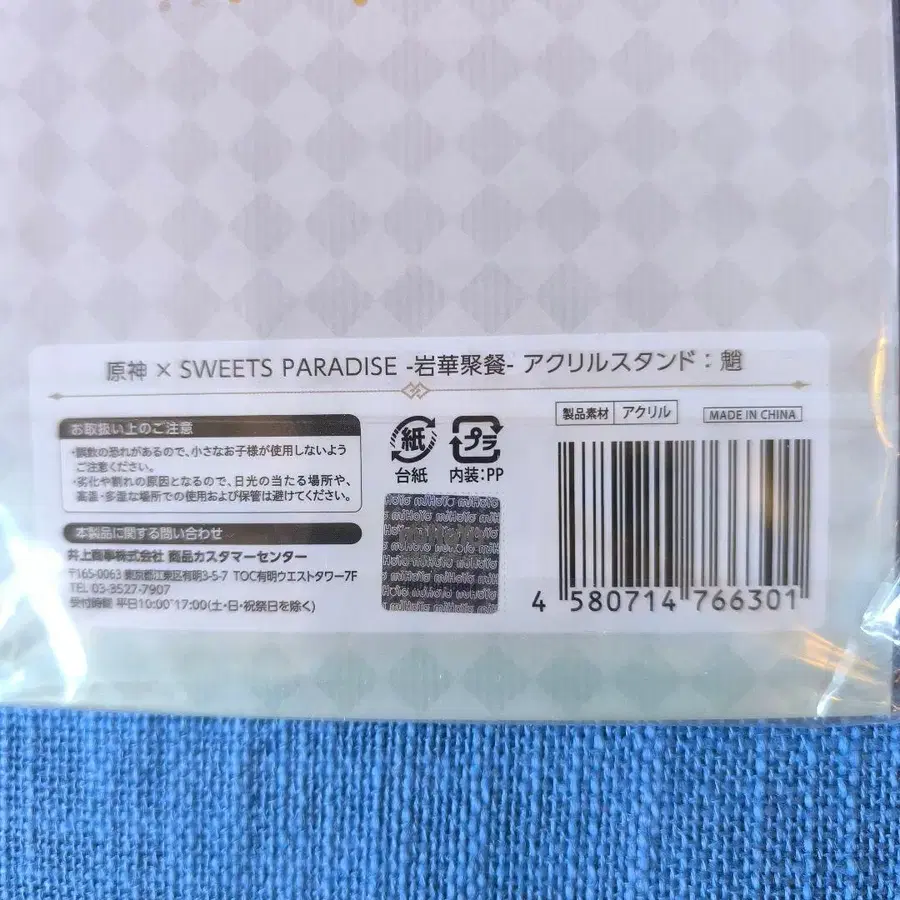 原神 × SWEETS PARADISE -岩華聚餐- アクリルスタンド：魈
お取扱い上のご注意
・誤飲の恐れがあるので、小さなお子様が使用しないよう
ご注意ください。
・劣化や割れの原因となるので、日光の当たる場所や、
高温・多湿な場所での使用および保管は避けてください。
本製品に関する問い合わせ
井上商事株式会社 商品カスタマーセンター
〒165-0063 東京都江東区有明3-5-7 TOC有明ウエストタワー7F
TEL 03-3527-7907
受付時間 平日10:00~17:00(土・日・祝祭日を除く)
紙
台紙
プラ
内装：PP
miHoYo
製品素材 アクリル
MADE IN CHINA
4 580714 766301